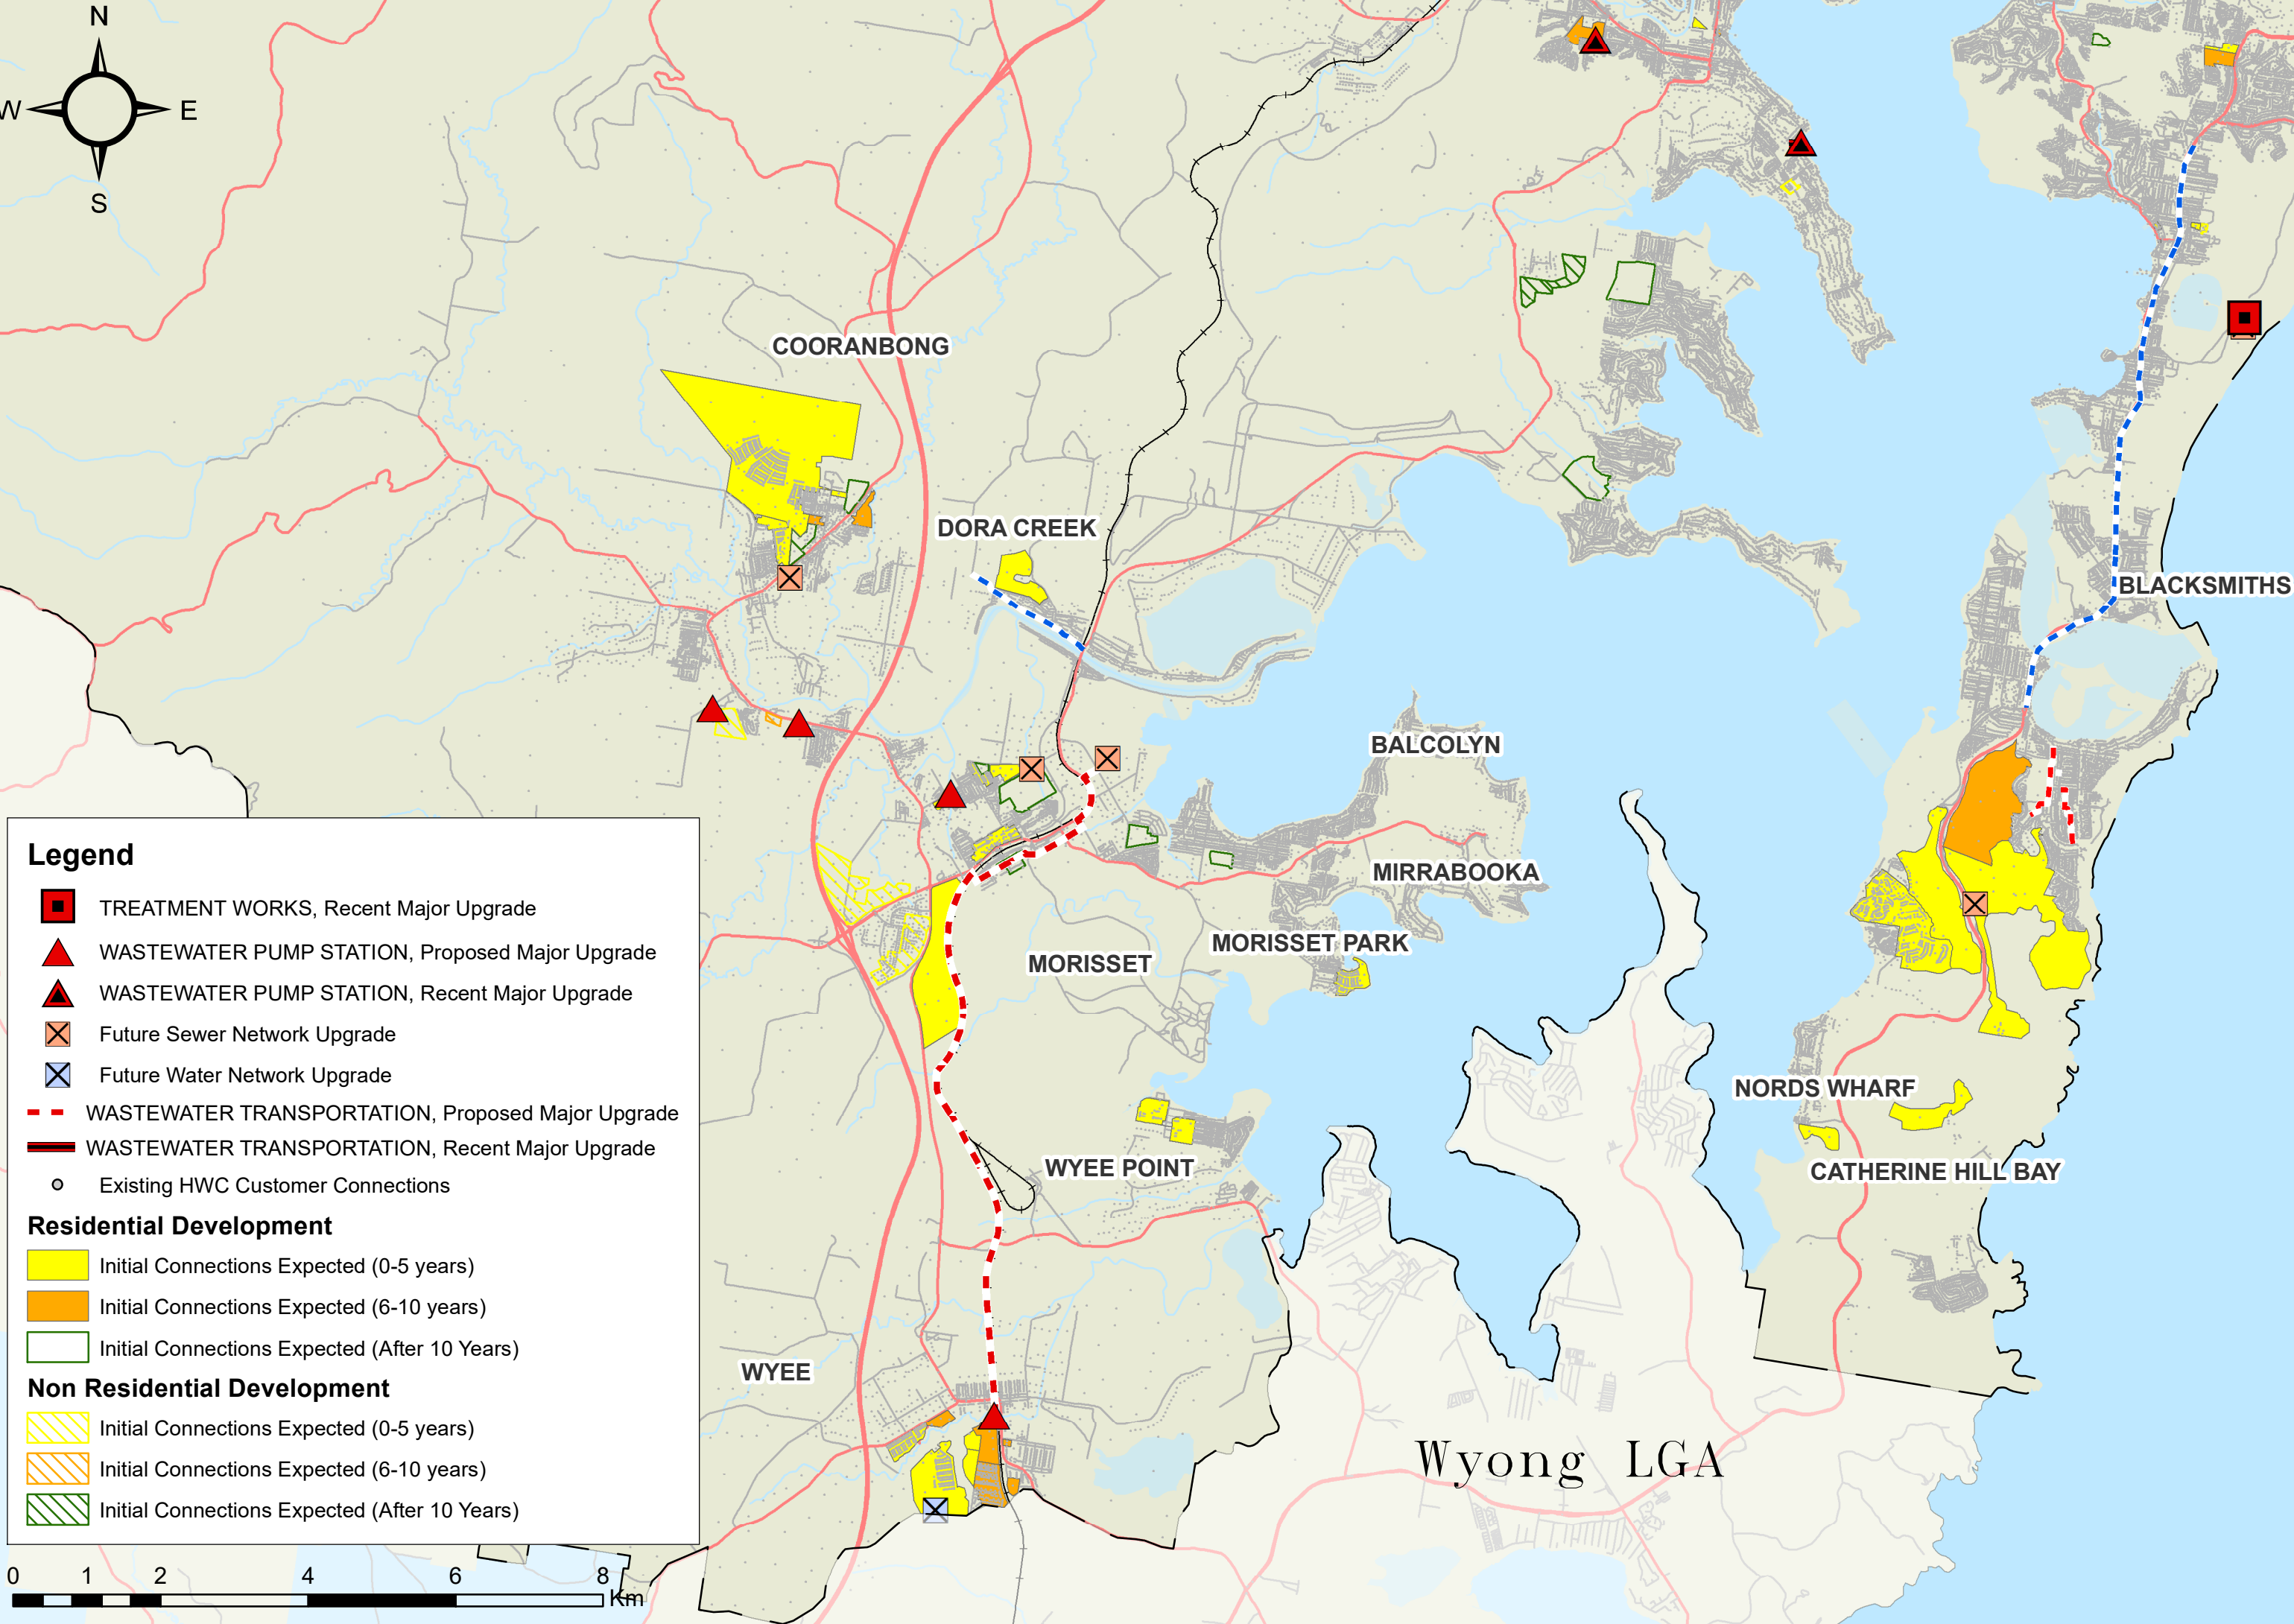 N
W
E
S
COORANBONG
DORA CREEK
BLACKSMITHS
BALCOLYN
MIRRABOOKA
MORISSET PARK
MORISSET
NORDS WHARF
WYEE POINT
CATHERINE HILL BAY
WYEE
Wyong LGA
Legend
TREATMENT WORKS, Recent Major Upgrade
WASTEWATER PUMP STATION, Proposed Major Upgrade
WASTEWATER PUMP STATION, Recent Major Upgrade
Future Sewer Network Upgrade
Future Water Network Upgrade
WASTEWATER TRANSPORTATION, Proposed Major Upgrade
WASTEWATER TRANSPORTATION, Recent Major Upgrade
Existing HWC Customer Connections
Residential Development
Initial Connections Expected (0-5 years)
Initial Connections Expected (6-10 years)
Initial Connections Expected (After 10 Years)
Non Residential Development
Initial Connections Expected (0-5 years)
Initial Connections Expected (6-10 years)
Initial Connections Expected (After 10 Years)
0 1 2 4 6 8
Km